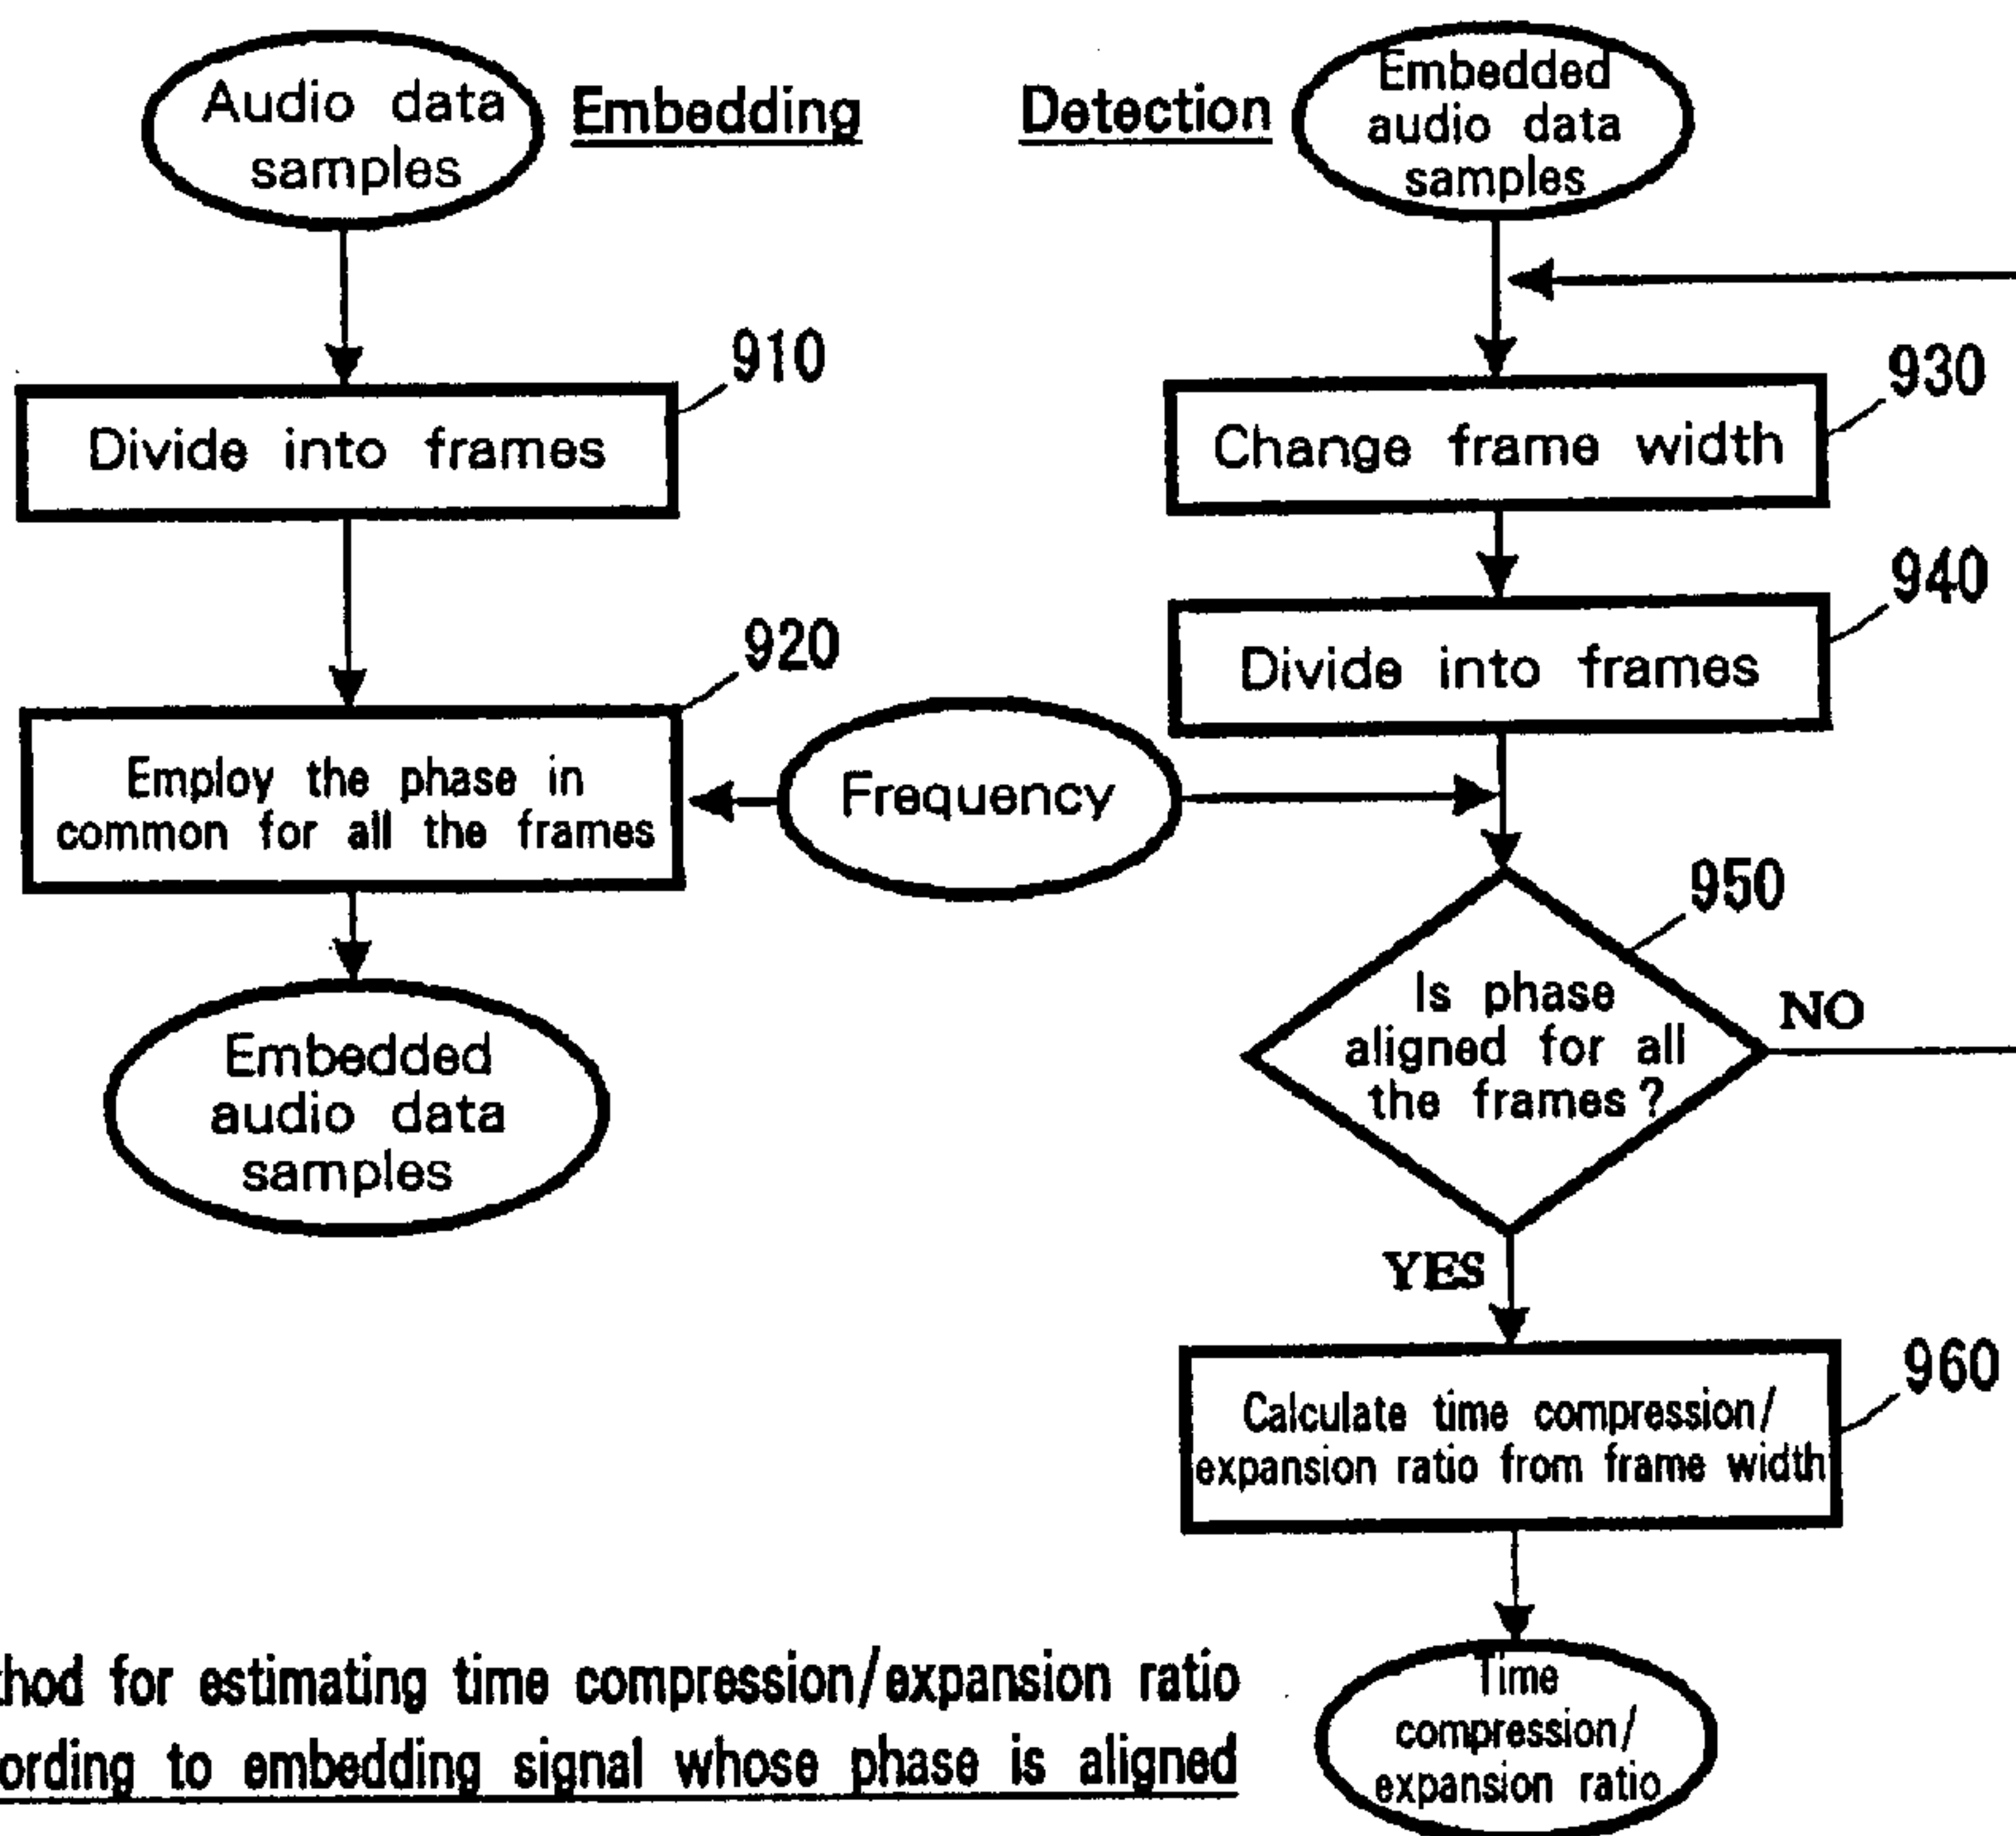 Audio data
samples
Embedding
910
Divide into frames
920
Employ the phase in
common for all the frames
Embedded
audio data
samples
Frequency
Detection
Embedded
audio data
samples
930
Change frame width
940
Divide into frames
950
Is phase
aligned for all
the frames?
NO
YES
960
Calculate time compression/
expansion ratio from frame width
Time
compression/
expansion ratio
for estimating time compression/expansion ratio
to embedding signal whose phase is aligned